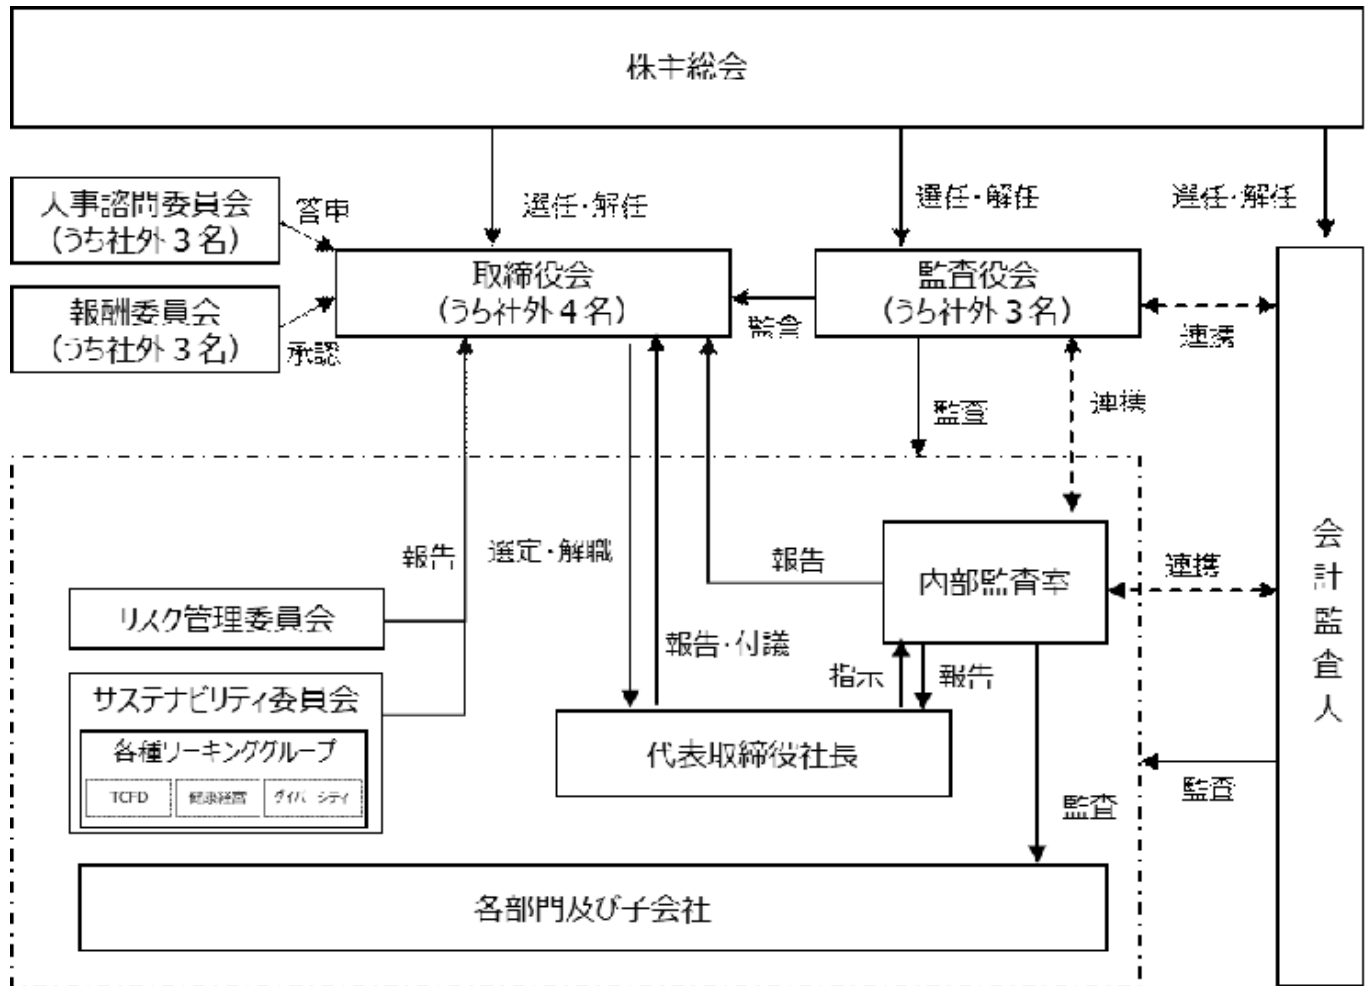 株主総会
人事諮問委員会
(うち社外3名)
答申
選任・解任
選任・解任
選任・解任
取締役会
(うち社外4名)
監査役会
(うち社外3名)
報酬委員会
(うち社外3名)
承認
監査
連携
監査
連携
報告
選定・解職
報告
内部監査室
連携
会計監査人
リスク管理委員会
報告・付議
指示
報告
サステナビリティ委員会
各種ワーキンググループ
TCFD
健康経営
ダイバーシティ
代表取締役社長
監査
監査
各部門及び子会社